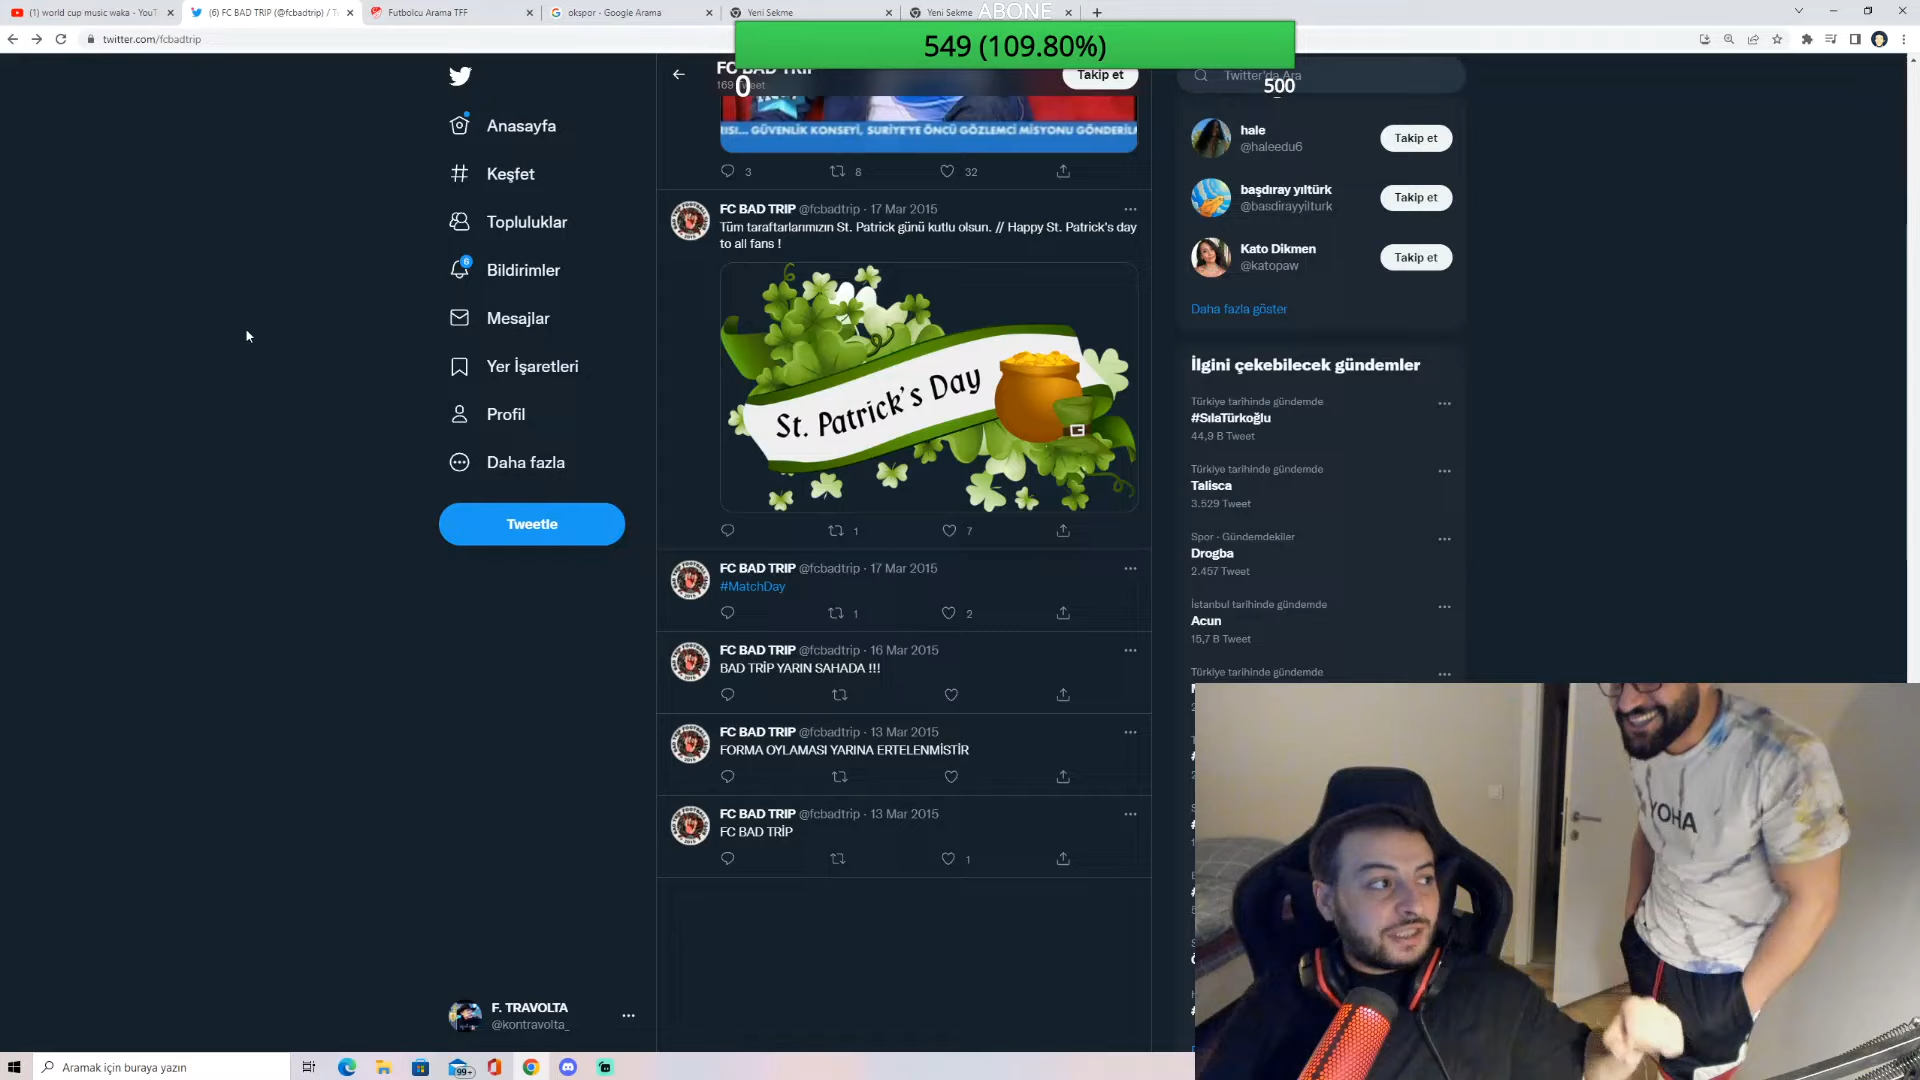 (1) world cup music waka - YouT
(6) FC BAD TRIP (@fcbadtrip) / T
Futbolcu Arama TFF
okspor - Google Arama
Yeni Sekme
Yeni Sekme
ABONE
twitter.com/fcbadtrip
549 (109.80%)
0
500
FC BAD TRIP
169 Tweet
Takip et
Twitter'da Ara
Anasayfa
Keşfet
Topluluklar
6
Bildirimler
Mesajlar
Yer İşaretleri
Profil
Daha fazla
Tweetle
F. TRAVOLTA
@kontravolta_
RISI... GÜVENLİK KONSEYİ, SURİYE'YE ÖNCÜ GÖZLEMCİ MİSYONU GÖNDERİL
3 8 32
FC BAD TRIP @fcbadtrip · 17 Mar 2015
Tüm taraftarlarımızın St. Patrick günü kutlu olsun. // Happy St. Patrick's day
to all fans !
St. Patrick's Day
1 7
FC BAD TRIP @fcbadtrip · 17 Mar 2015
#MatchDay
1 2
FC BAD TRIP @fcbadtrip · 16 Mar 2015
BAD TRİP YARIN SAHADA !!!
FC BAD TRIP @fcbadtrip · 13 Mar 2015
FORMA OYLAMASI YARINA ERTELENMİSTİR
FC BAD TRIP @fcbadtrip · 13 Mar 2015
FC BAD TRİP
1
hale
@haleedu6
Takip et
başdıray yıltürk
@basdirayyilturk
Takip et
Kato Dikmen
@katopaw
Takip et
Daha fazla göster
İlgini çekebilecek gündemler
Türkiye tarihinde gündemde
#SılaTürkoğlu
44,9 B Tweet
Türkiye tarihinde gündemde
Talisca
3.529 Tweet
Spor · Gündemdekiler
Drogba
2.457 Tweet
İstanbul tarihinde gündemde
Acun
15,7 B Tweet
Türkiye tarihinde gündemde
YOHA
Aramak için buraya yazın
99+